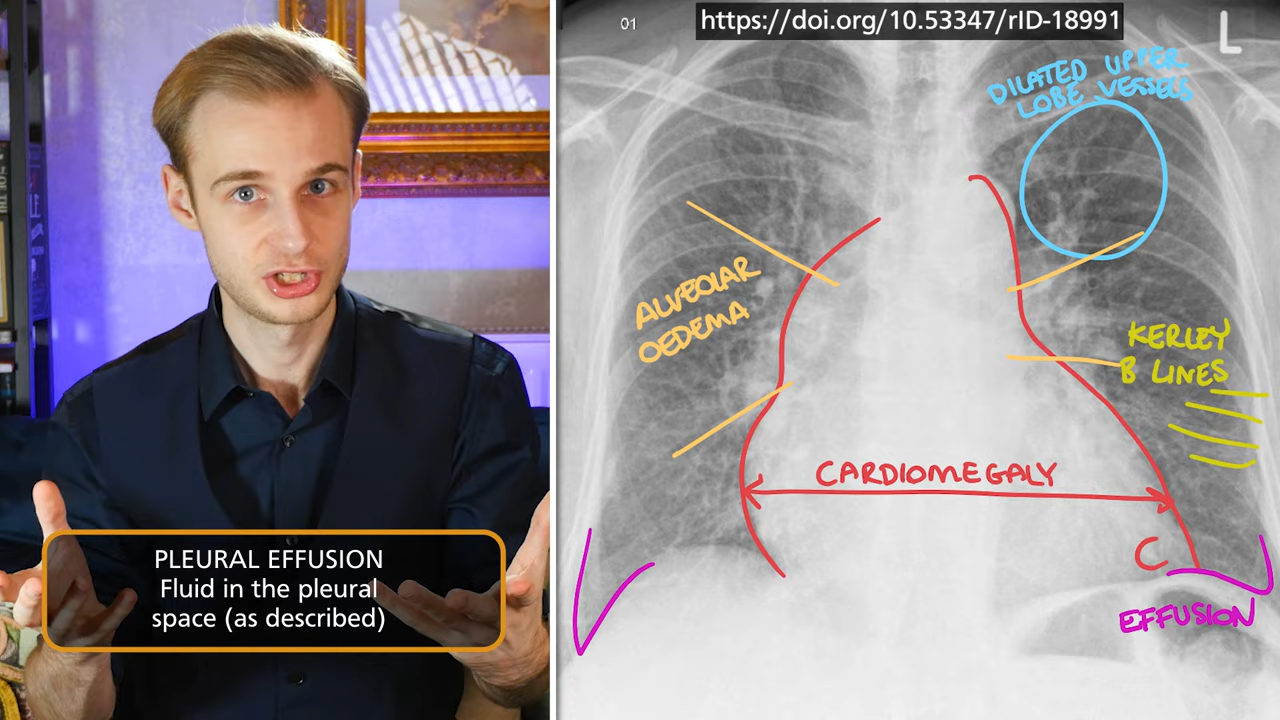 01
https://doi.org/10.53347/rID-18991
L
DILATED UPPER
LOBE VESSELS
ALVEOLAR
OEDEMA
KERLEY
B LINES
CARDIOMEGALY
C
EFFUSION
PLEURAL EFFUSION
Fluid in the pleural
space (as described)